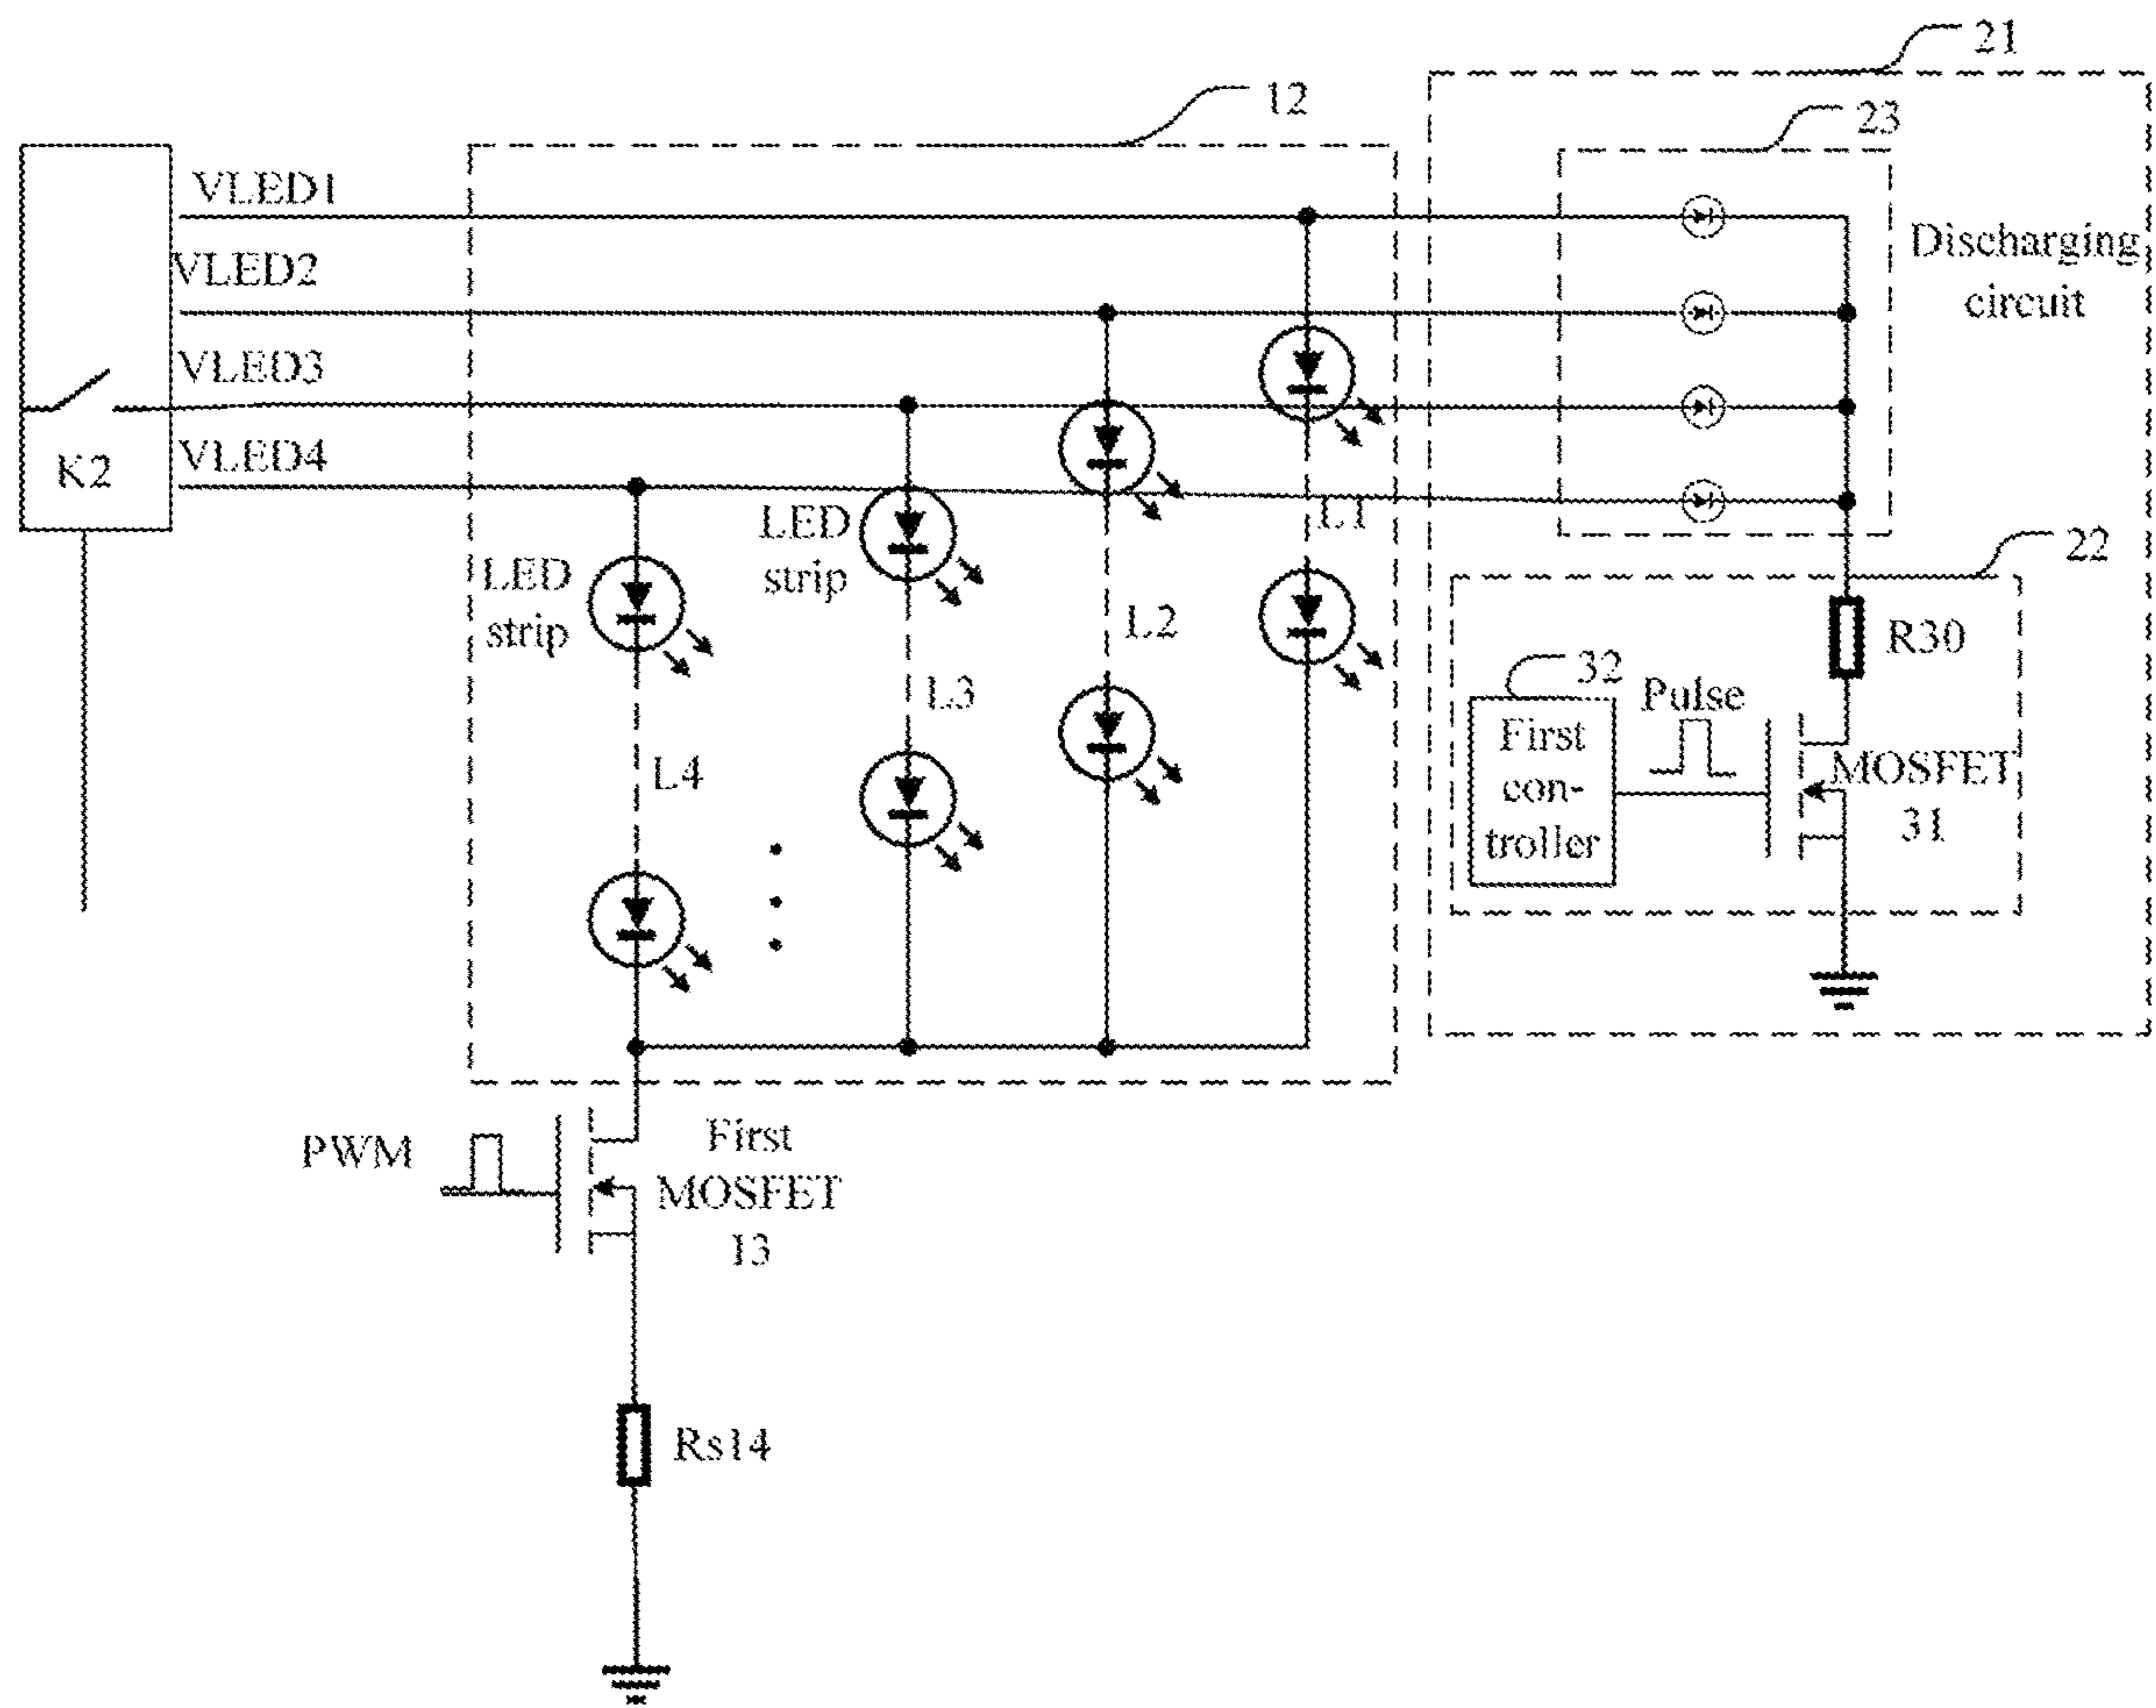 21
12
23
VLED1
VLED2
Discharging
circuit
VLED3
VLED4
K2
LED
strip
LED
strip
L1
22
L2
R30
32
Pulse
L3
First
con-
troller
MOSFET
31
L4
PWM
First
MOSFET
13
Rs14